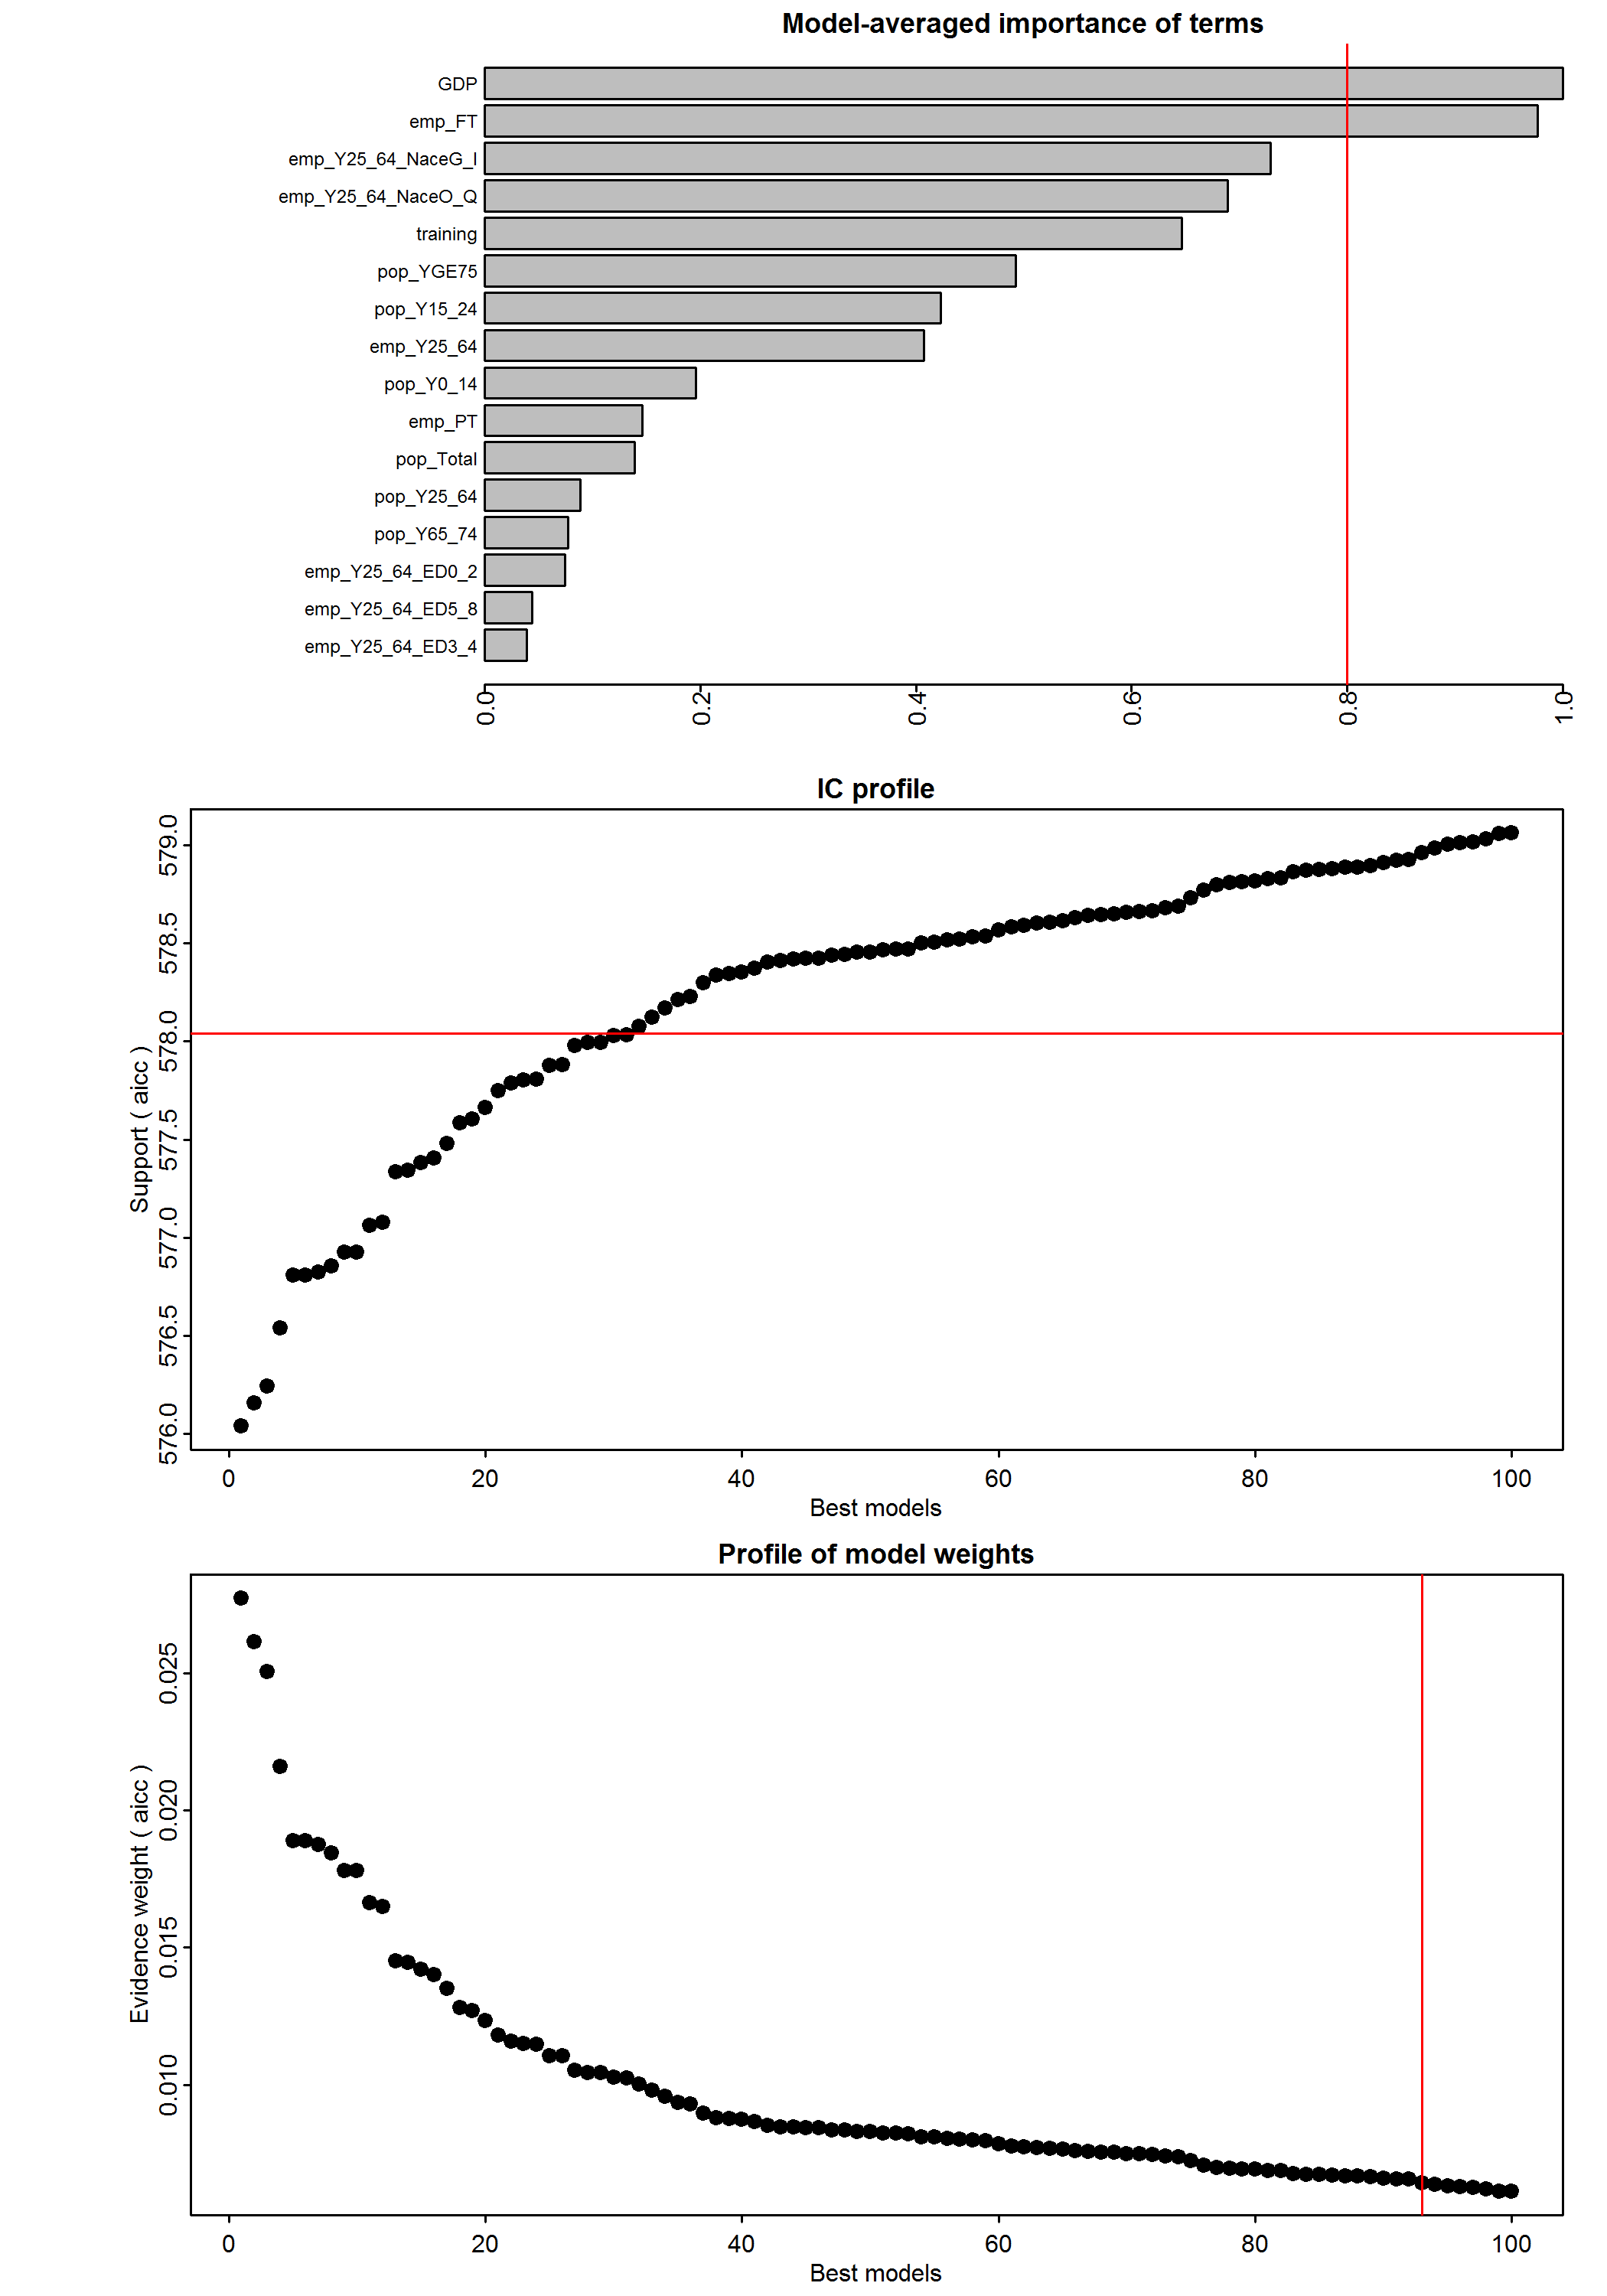 Model-averaged importance of terms
GDP
emp_FT
emp_Y25_64_NaceG_I
emp_Y25_64_NaceO_Q
training
pop_YGE75
pop_Y15_24
emp_Y25_64
pop_Y0_14
emp_PT
pop_Total
pop_Y25_64
pop_Y65_74
emp_Y25_64_ED0_2
emp_Y25_64_ED5_8
emp_Y25_64_ED3_4
0.0 0.2 0.4 0.6 0.8 1.0
IC profile
Support ( aicc )
579.0
578.5
578.0
577.5
577.0
576.5
576.0
0 20 40 60 80 100
Best models
Profile of model weights
Evidence weight ( aicc )
0.025
0.020
0.015
0.010
0 20 40 60 80 100
Best models